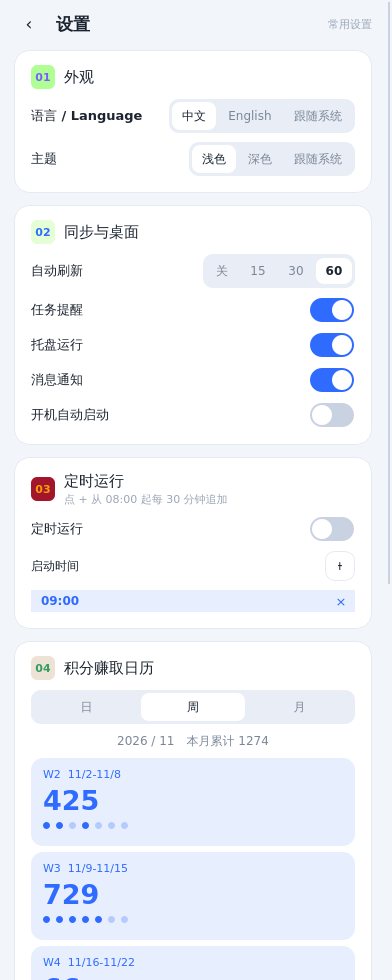 ‹ 设置 常用设置
01 外观
语言 / Language 中文 English 跟随系统
主题 浅色 深色 跟随系统
02 同步与桌面
自动刷新 关 15 30 60
任务提醒
托盘运行
消息通知
开机自动启动
03 定时运行
点 + 从 08:00 起每 30 分钟追加
定时运行
启动时间 +
09:00 ×
04 积分赚取日历
日 周 月
2026 / 11 本月累计 1274
W2 11/2-11/8
425
W3 11/9-11/15
729
W4 11/16-11/22